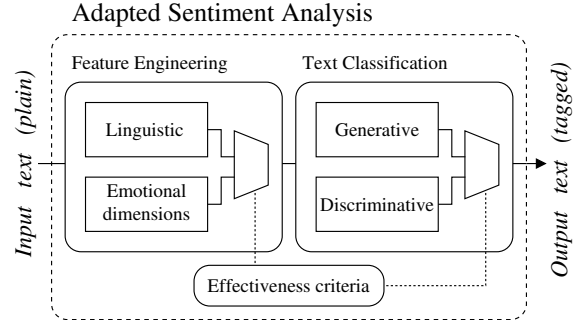 Adapted Sentiment Analysis
Feature Engineering
Text Classification
Input text (plain)
Linguistic
Emotional
dimensions
Generative
Discriminative
Effectiveness criteria
Output text (tagged)